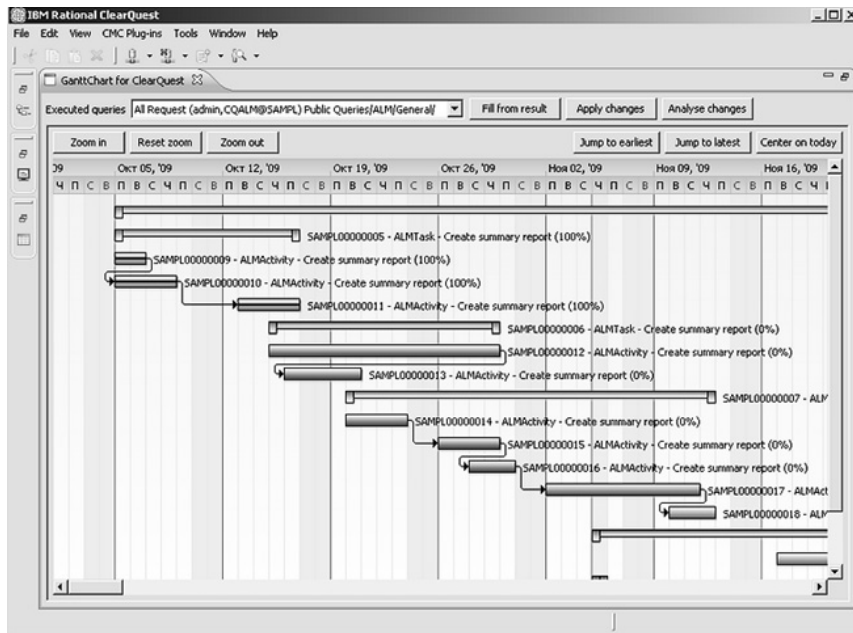 IBM Rational ClearQuest
File Edit View CMC Plug-ins Tools Window Help
GanttChart for ClearQuest
Executed queries All Request (admin,CQALM@SAMPL) Public Queries/ALM/General/ Fill from result Apply changes Analyse changes
Zoom in Reset zoom Zoom out Jump to earliest Jump to latest Center on today
09 Окт 05, '09 Окт 12, '09 Окт 19, '09 Окт 26, '09 Ноя 02, '09 Ноя 09, '09 Ноя 16, '09
Ч П С В П В С Ч П С В П В С Ч П С В П В С Ч П С В П В С Ч П С В П В С Ч П С В П В С Ч П С В П В С Ч
SAMPL00000005 - ALMTask - Create summary report (100%)
SAMPL00000009 - ALMActivity - Create summary report (100%)
SAMPL00000010 - ALMActivity - Create summary report (100%)
SAMPL00000011 - ALMActivity - Create summary report (100%)
SAMPL00000006 - ALMTask - Create summary report (0%)
SAMPL00000012 - ALMActivity - Create summary report (0%)
SAMPL00000013 - ALMActivity - Create summary report (0%)
SAMPL00000007 - ALM
SAMPL00000014 - ALMActivity - Create summary report (0%)
SAMPL00000015 - ALMActivity - Create summary report (0%)
SAMPL00000016 - ALMActivity - Create summary report (0%)
SAMPL00000017 - ALMAct
SAMPL00000018 - ALM